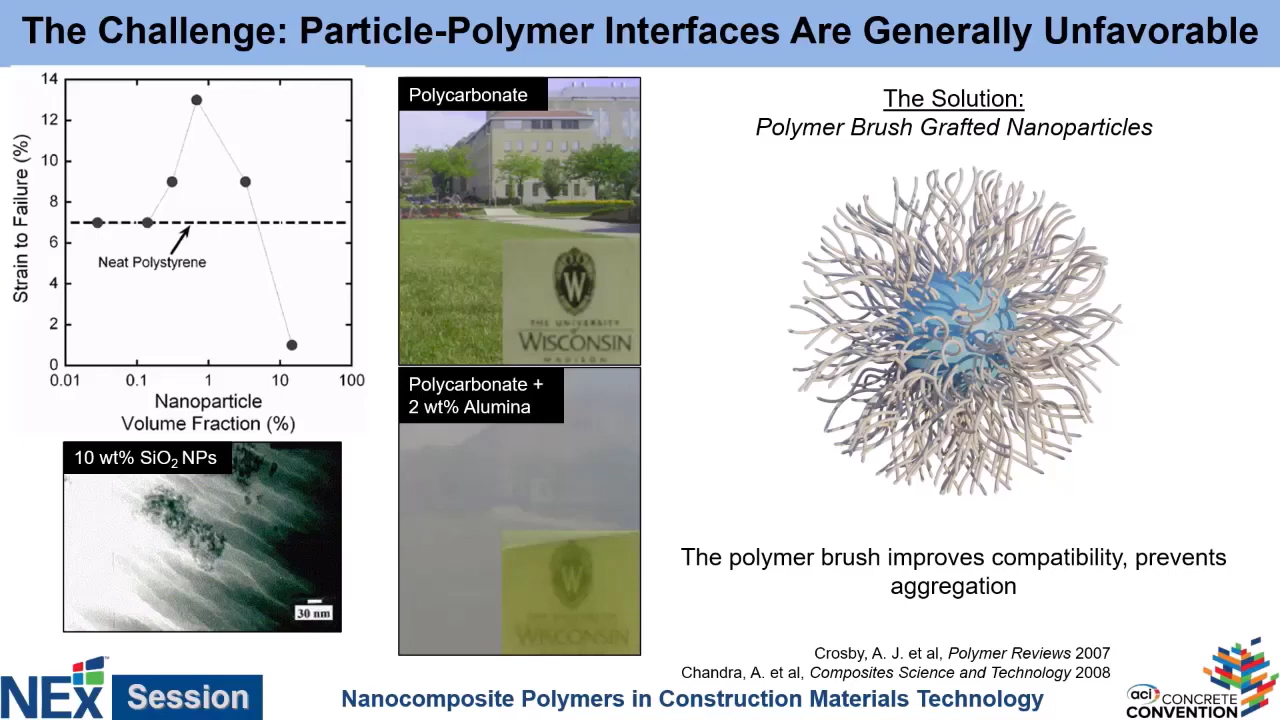 The Challenge: Particle-Polymer Interfaces Are Generally Unfavorable
14
12
10
8
6
4
2
0
Strain to Failure (%)
Neat Polystyrene
0.01 0.1 1 10 100
Nanoparticle
Volume Fraction (%)
10 wt% SiO₂ NPs
30 nm
Polycarbonate
W
THE UNIVERSITY
of
WISCONSIN
MADISON
Polycarbonate +
2 wt% Alumina
W
WISCONSIN
The Solution:
Polymer Brush Grafted Nanoparticles
The polymer brush improves compatibility, prevents
aggregation
Crosby, A. J. et al, Polymer Reviews 2007
Chandra, A. et al, Composites Science and Technology 2008
NEx Session
Nanocomposite Polymers in Construction Materials Technology
aci CONCRETE
CONVENTION